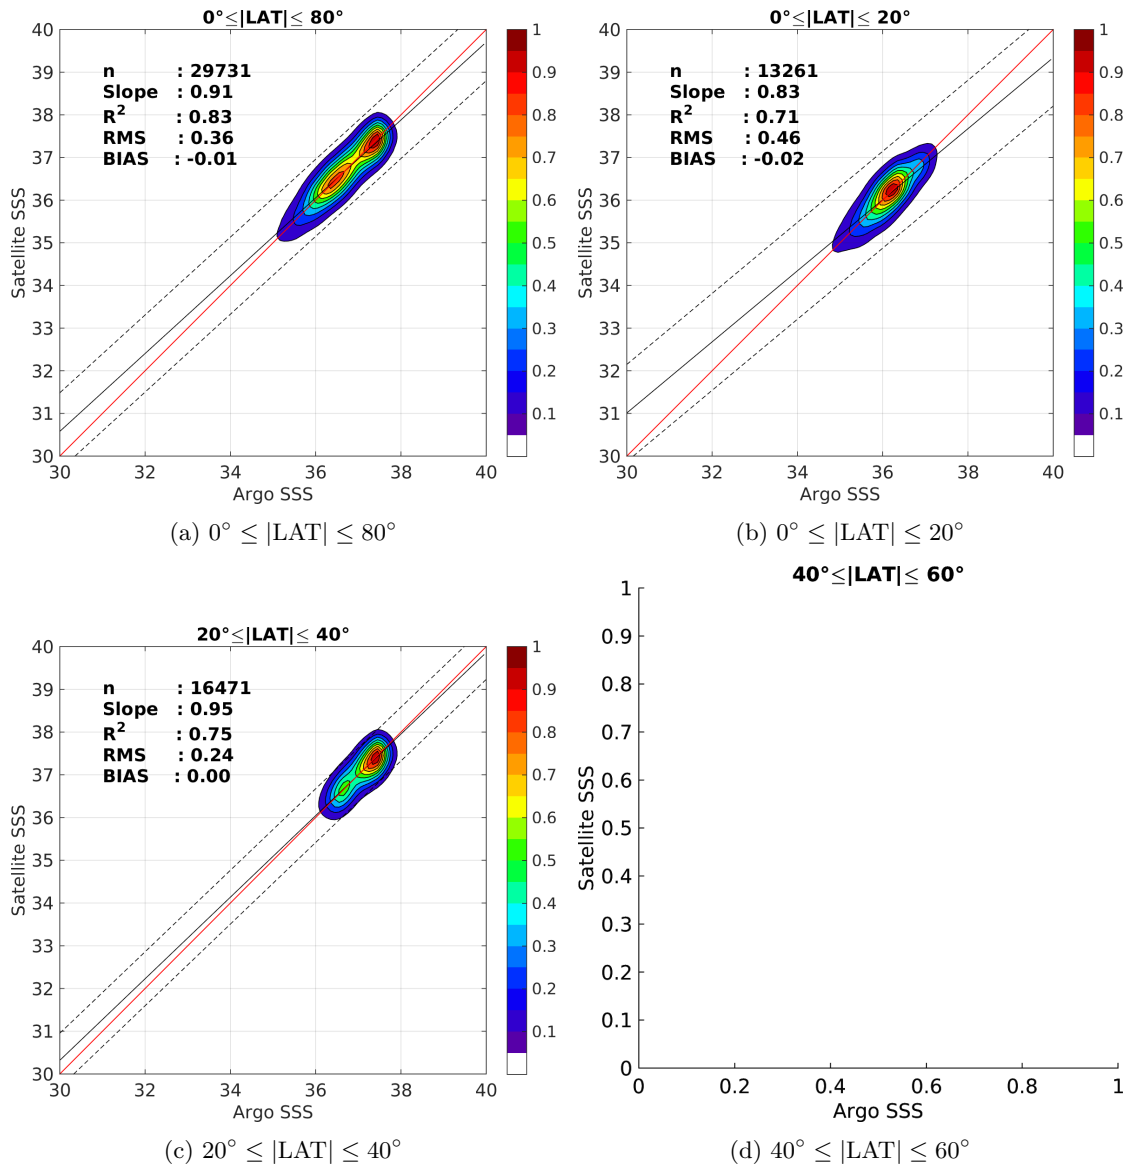 0°≤|LAT|≤ 80°
n : 29731
Slope : 0.91
R2 : 0.83
RMS : 0.36
BIAS : -0.01
40
39
38
37
36
35
34
33
32
31
30
30 32 34 36 38 40
Satellite SSS
Argo SSS
1
0.9
0.8
0.7
0.6
0.5
0.4
0.3
0.2
0.1
(a) 0° ≤ |LAT| ≤ 80°
0°≤|LAT|≤ 20°
n : 13261
Slope : 0.83
R2 : 0.71
RMS : 0.46
BIAS : -0.02
40
39
38
37
36
35
34
33
32
31
30
30 32 34 36 38 40
Satellite SSS
Argo SSS
1
0.9
0.8
0.7
0.6
0.5
0.4
0.3
0.2
0.1
(b) 0° ≤ |LAT| ≤ 20°
20°≤|LAT|≤ 40°
n : 16471
Slope : 0.95
R2 : 0.75
RMS : 0.24
BIAS : 0.00
40
39
38
37
36
35
34
33
32
31
30
30 32 34 36 38 40
Satellite SSS
Argo SSS
1
0.9
0.8
0.7
0.6
0.5
0.4
0.3
0.2
0.1
(c) 20° ≤ |LAT| ≤ 40°
40°≤|LAT|≤ 60°
1
0.9
0.8
0.7
0.6
0.5
0.4
0.3
0.2
0.1
0
0 0.2 0.4 0.6 0.8 1
Satellite SSS
Argo SSS
(d) 40° ≤ |LAT| ≤ 60°